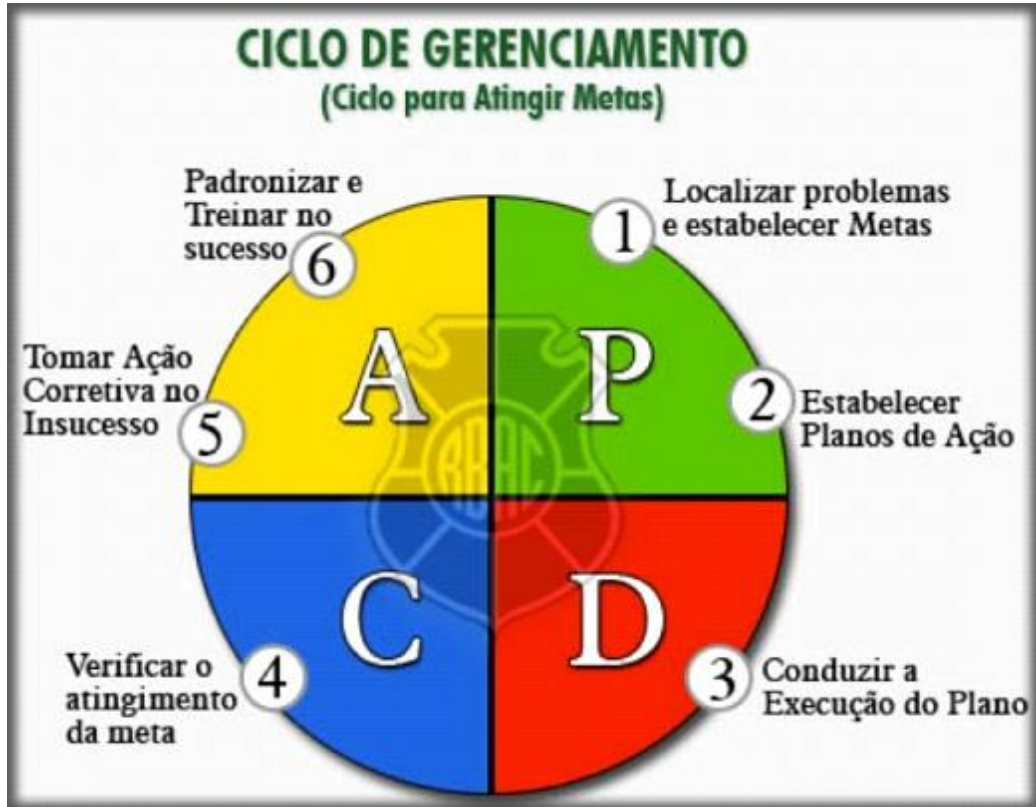 CICLO DE GERENCIAMENTO
(Ciclo para Atingir Metas)
Padronizar e
Treinar no
sucesso
6
Localizar problemas
e estabelecer Metas
1
Tomar Ação
Corretiva no
Insucesso
5
A
P
2
Estabelecer
Planos de Ação
RBAC
C
D
Verificar o
atingimento
da meta
4
3
Conduzir a
Execução do Plano